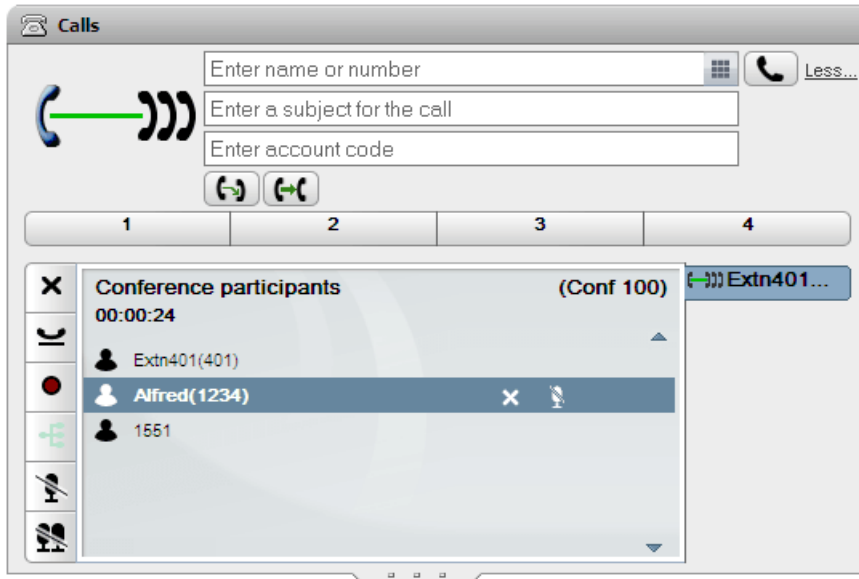 Calls
Enter name or number
Less...
Enter a subject for the call
Enter account code
1 2 3 4
Conference participants (Conf 100) Extn401...
00:00:24
Extn401(401)
Alfred(1234)
1551